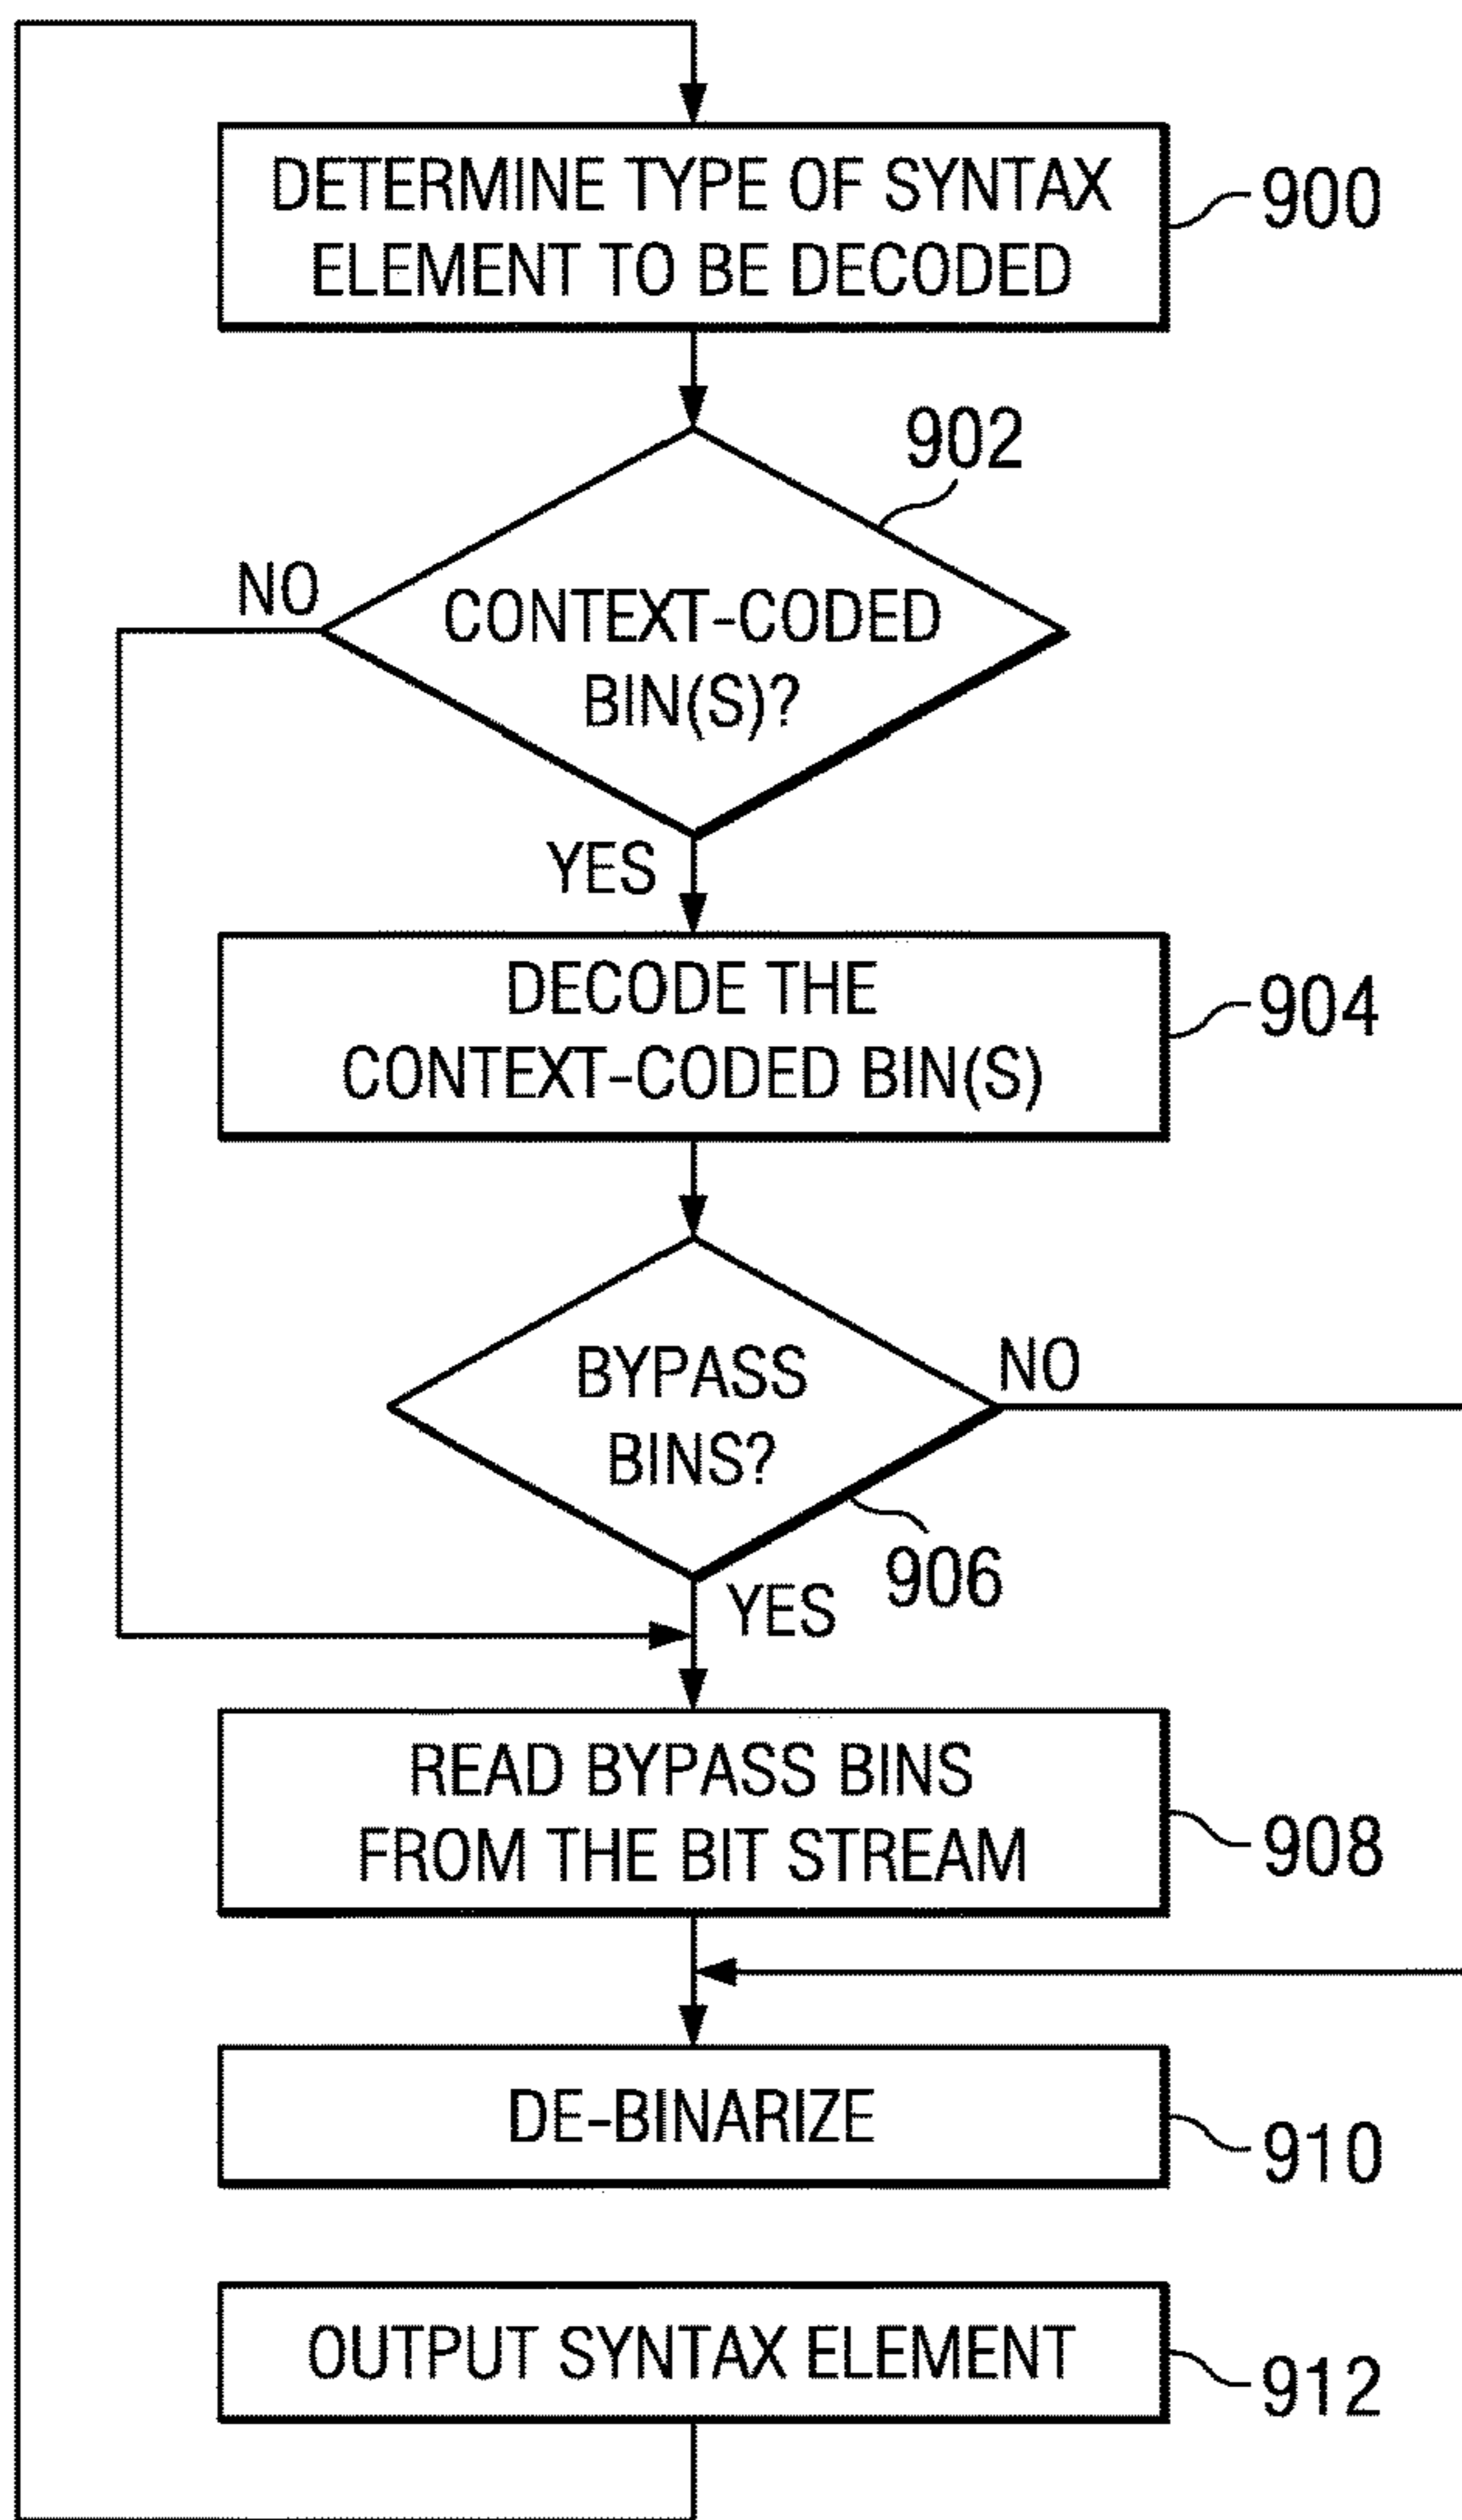 DETERMINE TYPE OF SYNTAX
ELEMENT TO BE DECODED
900
902
NO
CONTEXT-CODED
BIN(S)?
YES
DECODE THE
CONTEXT-CODED BIN(S)
904
BYPASS
BINS?
NO
906
YES
READ BYPASS BINS
FROM THE BIT STREAM
908
DE-BINARIZE
910
OUTPUT SYNTAX ELEMENT
912